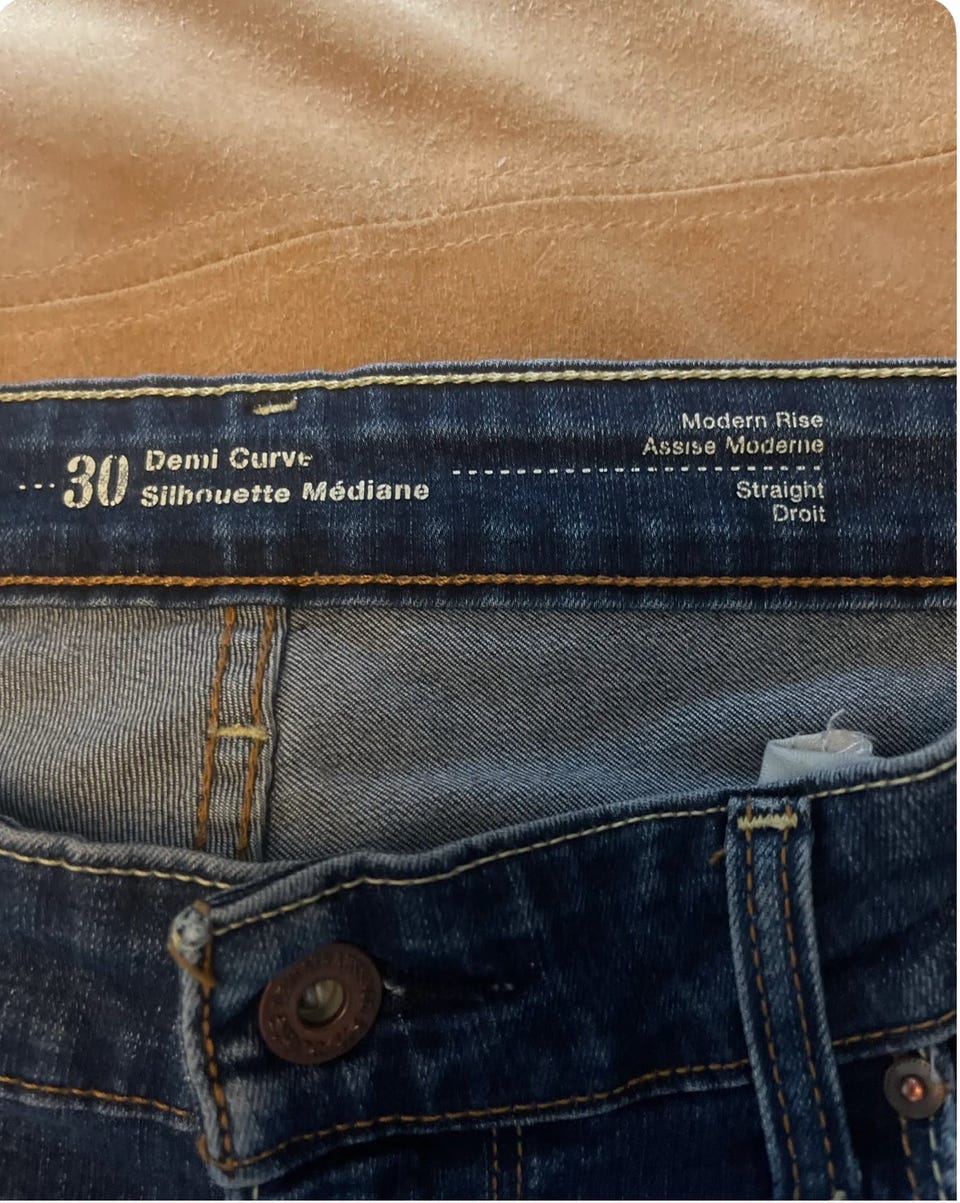 ...30 Demi Curve
Silhouette Médiane
Modern Rise
Assise Moderne
Straight
Droit